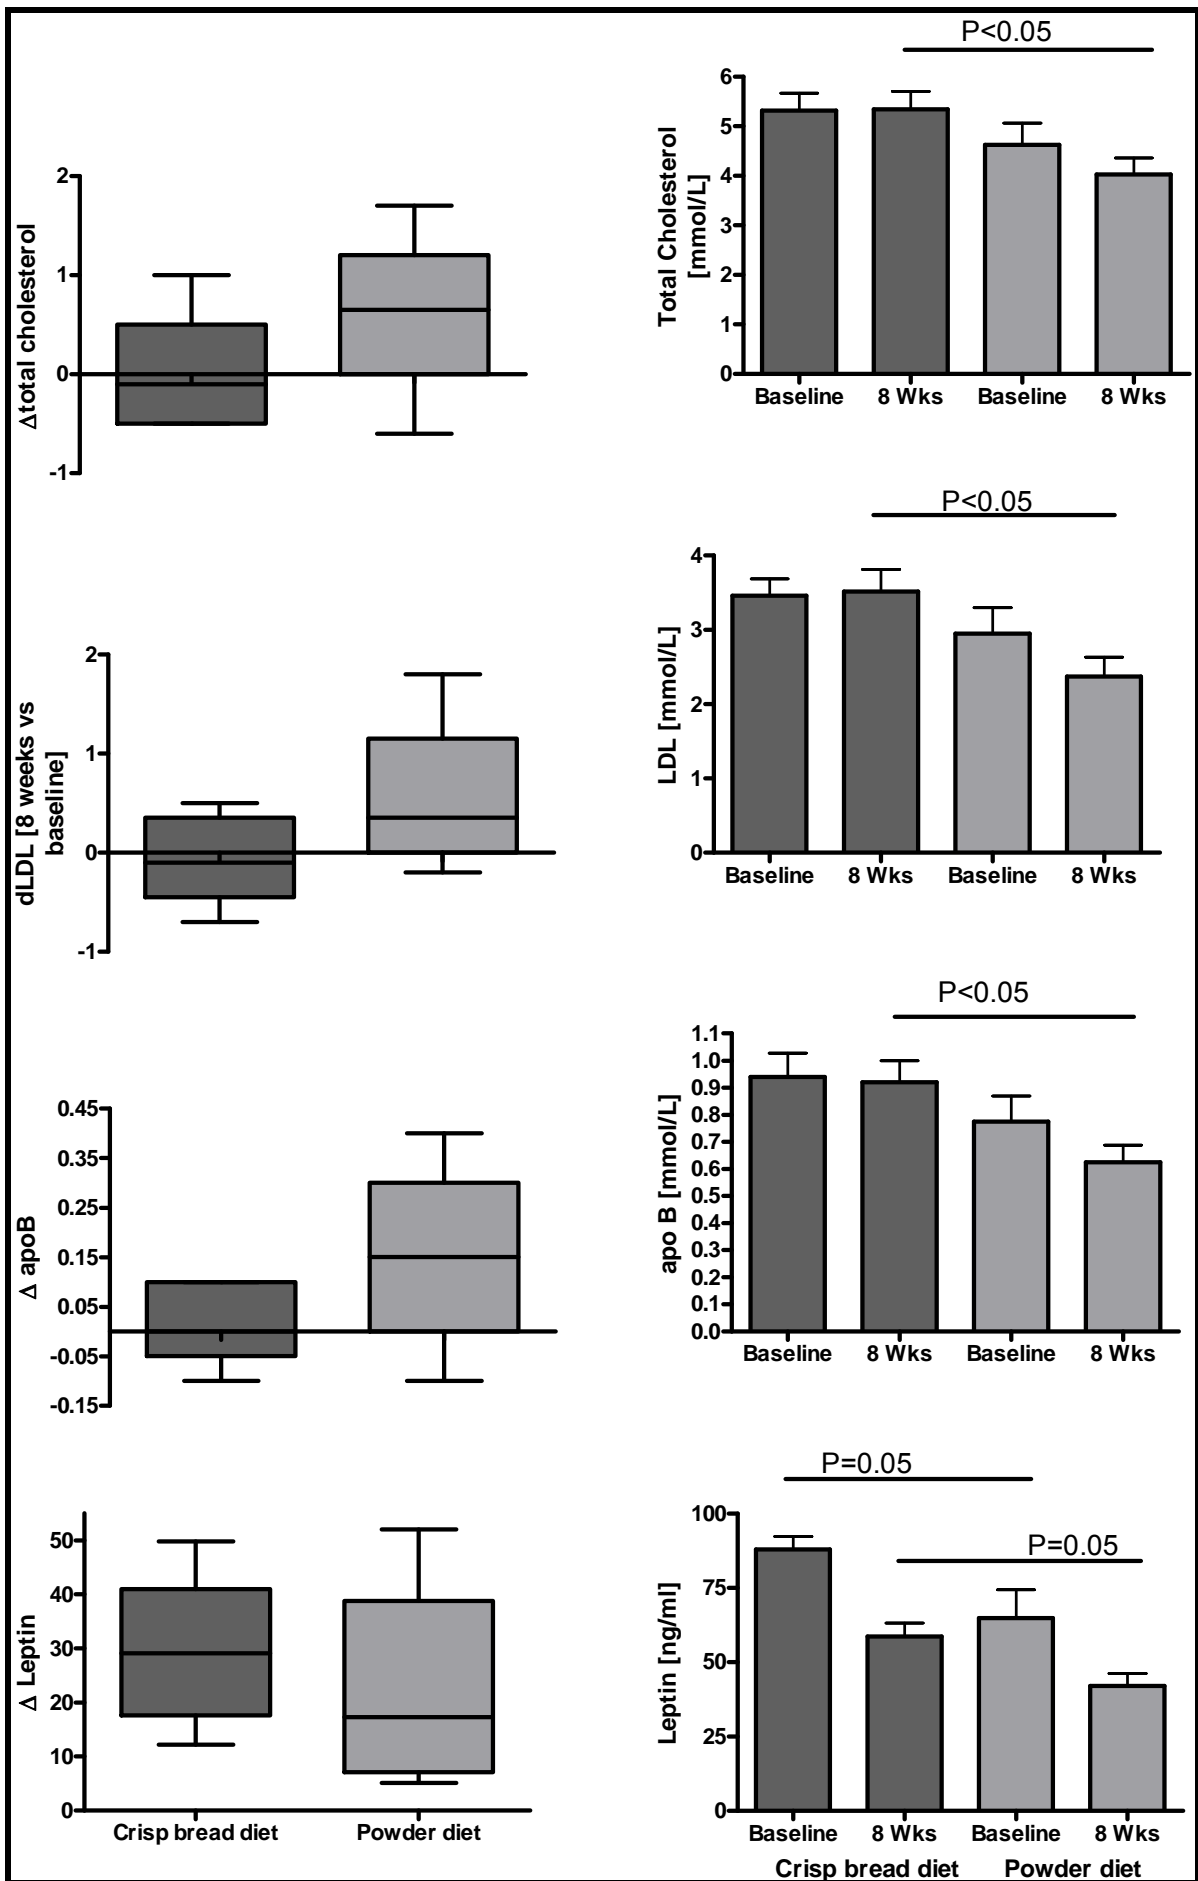 P<0.05
6
5
4
3
2
1
0
Total Cholesterol
[mmol/L]
Baseline 8 Wks Baseline 8 Wks
2
1
0
-1
Δtotal cholesterol
P<0.05
4
3
2
1
0
LDL [mmol/L]
Baseline 8 Wks Baseline 8 Wks
2
1
0
-1
dLDL [8 weeks vs
baseline]
P<0.05
1.1
1.0
0.9
0.8
0.7
0.6
0.5
0.4
0.3
0.2
0.1
0.0
apo B [mmol/L]
Baseline 8 Wks Baseline 8 Wks
0.45
0.35
0.25
0.15
0.05
-0.05
-0.15
Δ apoB
P=0.05
P=0.05
100
75
50
25
0
Leptin [ng/ml]
Baseline 8 Wks Baseline 8 Wks
Crisp bread diet Powder diet
50
40
30
20
10
0
Δ Leptin
Crisp bread diet Powder diet